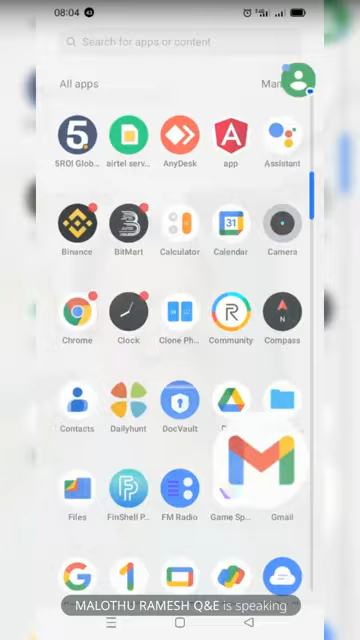 08:04
Search for apps or content
All apps
Man
5ROI Glob...
airtel serv...
AnyDesk
app
Assistant
31
Binance
BitMart
Calculator
Calendar
Camera
N
Chrome
Clock
Clone Ph...
Community
Compass
Contacts
Dailyhunt
DocVault
Files
FinShell P...
FM Radio
Game Sp...
Gmail
MALOTHU RAMESH Q&E is speaking